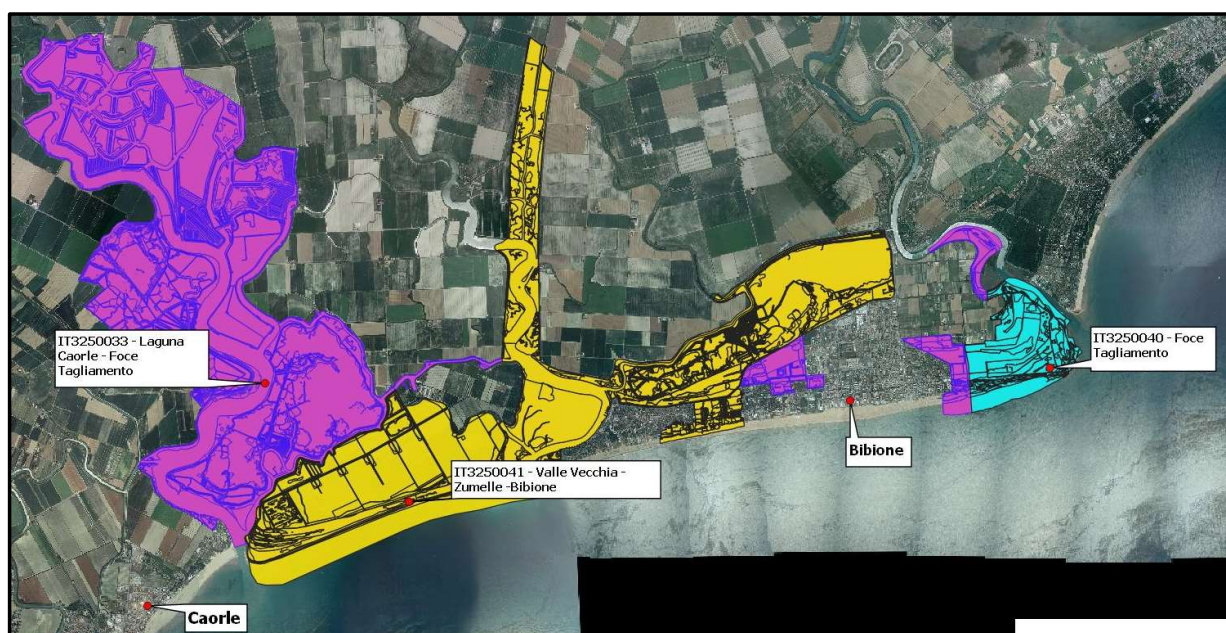 IT3250033 - Laguna
Caorle - Foce
Tagliamento
IT3250040 - Foce
Tagliamento
Bibione
IT3250041 - Valle Vecchia -
Zumelle -Bibione
Caorle